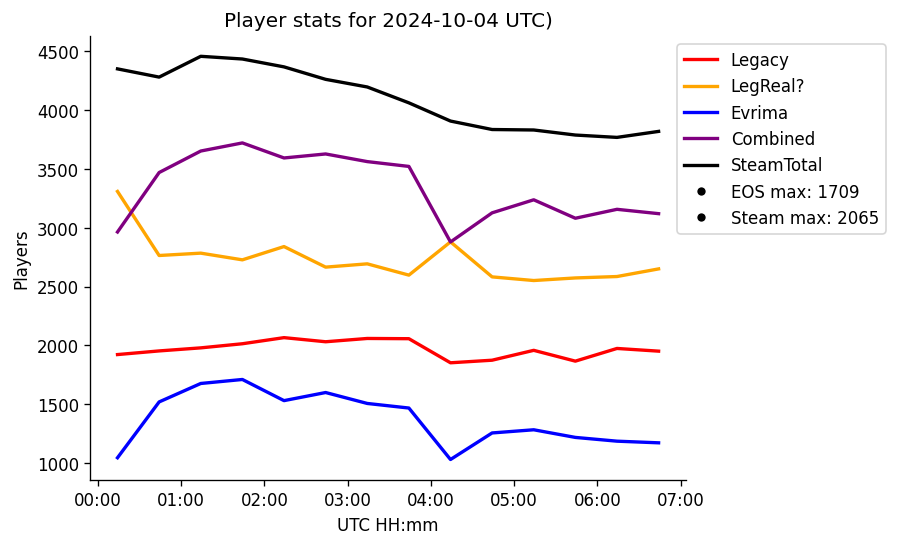 Player stats for 2024-10-04 UTC)
4500
4000
3500
3000
2500
2000
1500
1000
Players
00:00 01:00 02:00 03:00 04:00 05:00 06:00 07:00
UTC HH:mm
Legacy
LegReal?
Evrima
Combined
SteamTotal
EOS max: 1709
Steam max: 2065